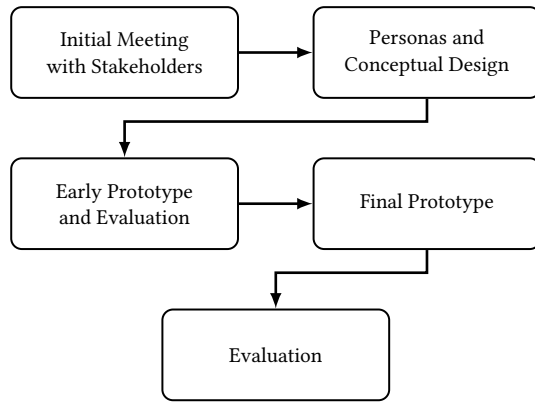 Initial Meeting
with Stakeholders
Personas and
Conceptual Design
Early Prototype
and Evaluation
Final Prototype
Evaluation